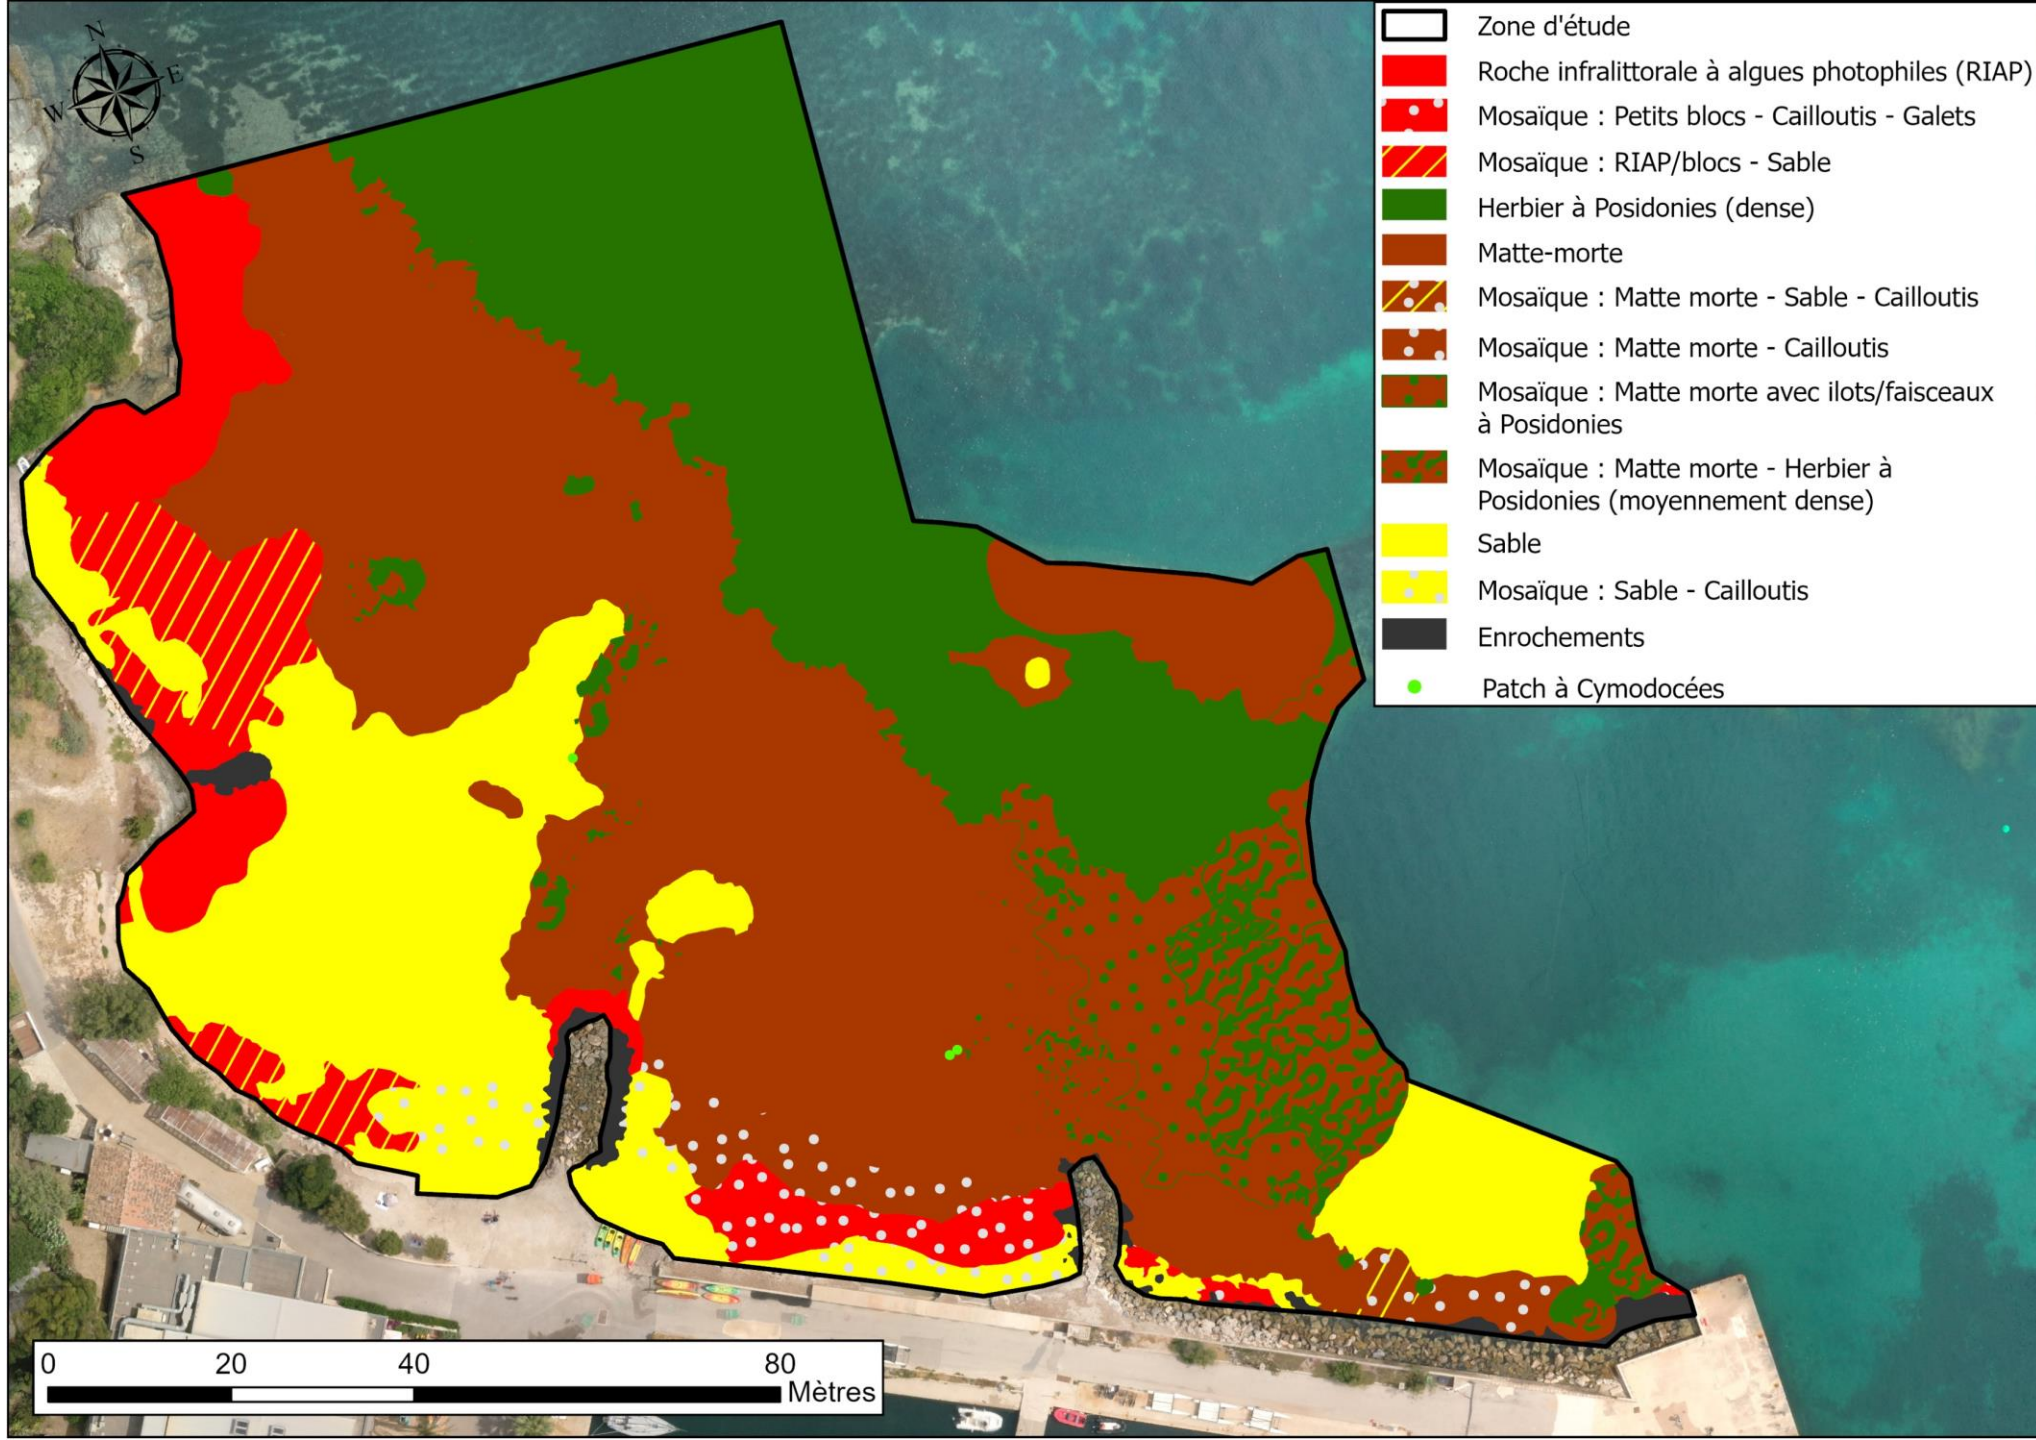 N
E
W
S
Zone d'étude
Roche infralittorale à algues photophiles (RIAP)
Mosaïque : Petits blocs - Cailloutis - Galets
Mosaïque : RIAP/blocs - Sable
Herbier à Posidonies (dense)
Matte-morte
Mosaïque : Matte morte - Sable - Cailloutis
Mosaïque : Matte morte - Cailloutis
Mosaïque : Matte morte avec ilots/faisceaux
à Posidonies
Mosaïque : Matte morte - Herbier à
Posidonies (moyennement dense)
Sable
Mosaïque : Sable - Cailloutis
Enrochements
Patch à Cymodocées
0 20 40 80
Mètres